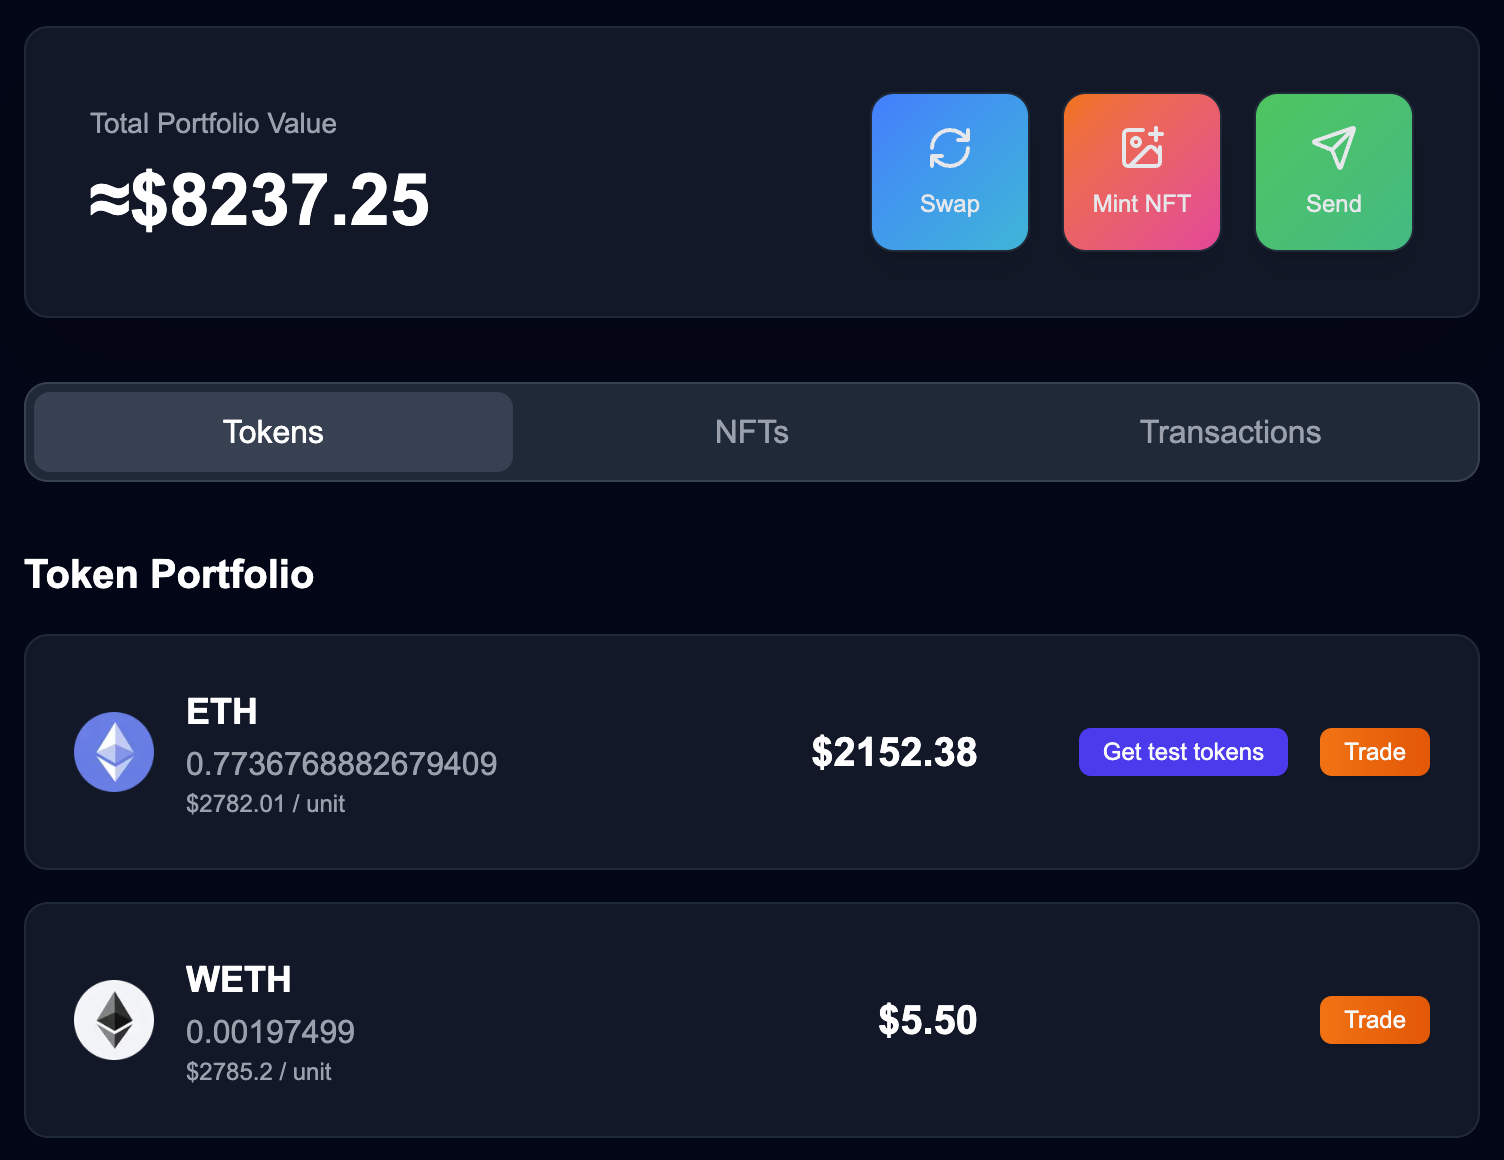 Total Portfolio Value
≈$8237.25
Swap
Mint NFT
Send
Tokens
NFTs
Transactions
Token Portfolio
ETH
0.7736768882679409
$2782.01 / unit
$2152.38
Get test tokens
Trade
WETH
0.00197499
$2785.2 / unit
$5.50
Trade